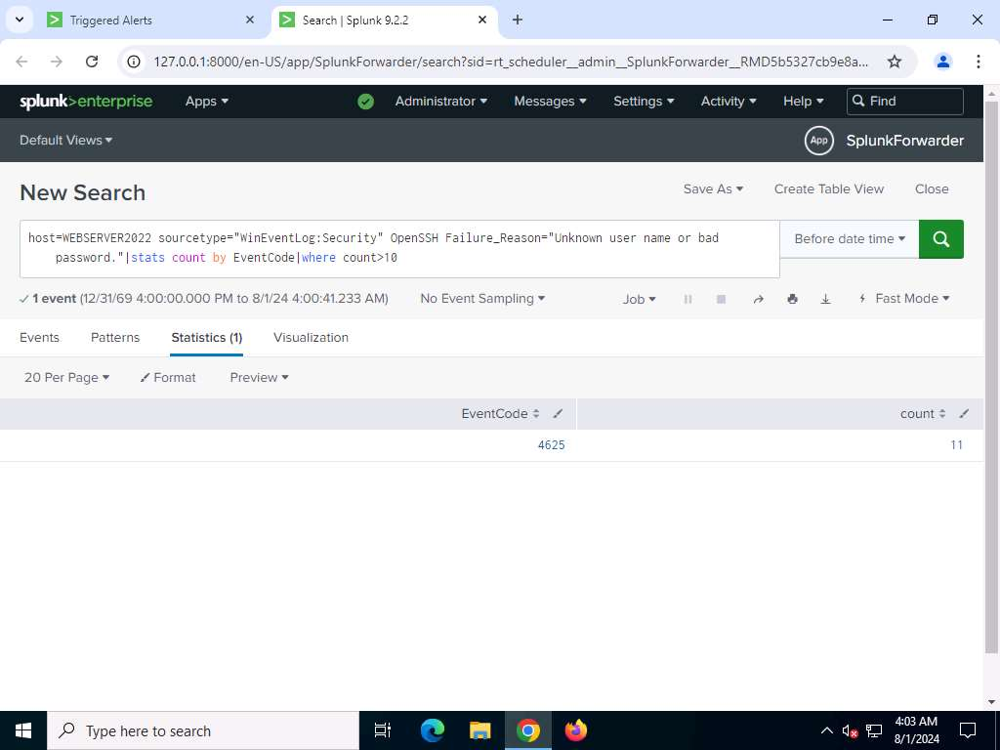 Triggered Alerts
Search | Splunk 9.2.2
127.0.0.1:8000/en-US/app/SplunkForwarder/search?sid=rt_scheduler__admin__SplunkForwarder__RMD5b5327cb9e8a...
splunk>enterprise Apps Administrator Messages Settings Activity Help Find
Default Views App SplunkForwarder
New Search Save As Create Table View Close
host=WEBSERVER2022 sourcetype="WinEventLog:Security" OpenSSH Failure_Reason="Unknown user name or bad
password."|stats count by EventCode|where count>10
Before date time
1 event (12/31/69 4:00:00.000 PM to 8/1/24 4:00:41.233 AM) No Event Sampling Job Fast Mode
Events Patterns Statistics (1) Visualization
20 Per Page Format Preview
EventCode count
4625 11
Type here to search
4:03 AM
8/1/2024